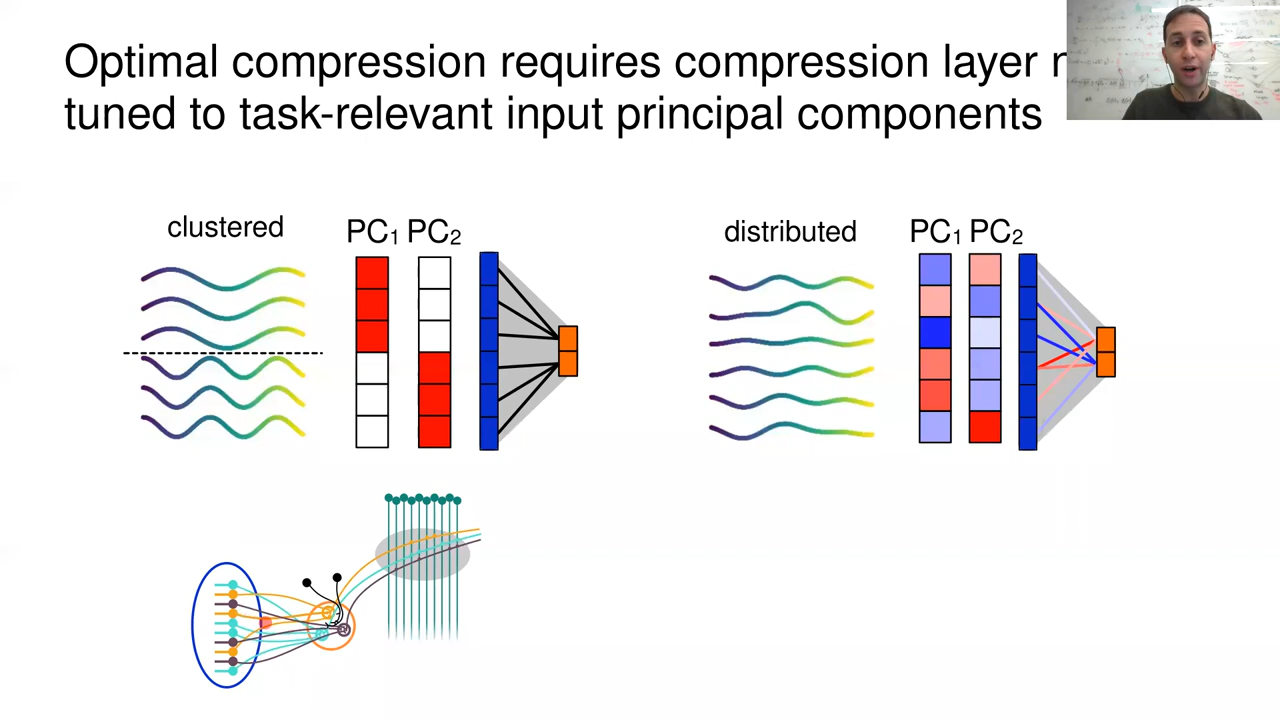 Optimal compression requires compression layer
tuned to task-relevant input principal components
clustered
PC₁ PC₂
distributed
PC₁ PC₂